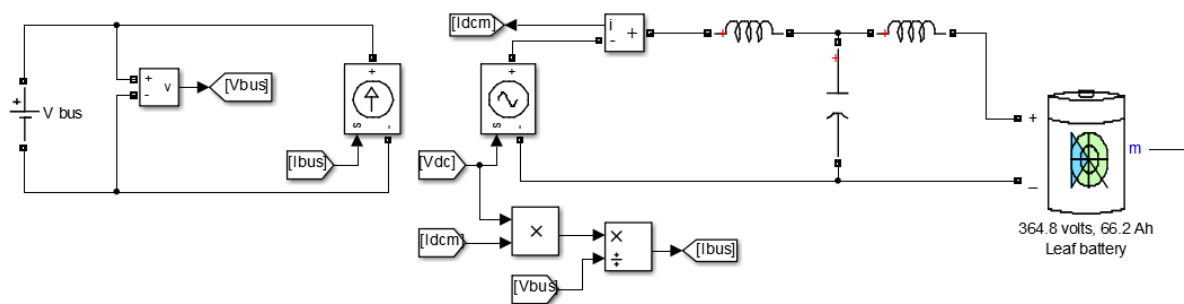 [Idcm]
i
+
-
+
+
+
-
v
[Vbus]
+
V bus
+
s
-
+
s
-
+
_
m
[Ibus]
[Vdc]
364.8 volts, 66.2 Ah
Leaf battery
[Idcm]
×
×
÷
[Ibus]
[Vbus]